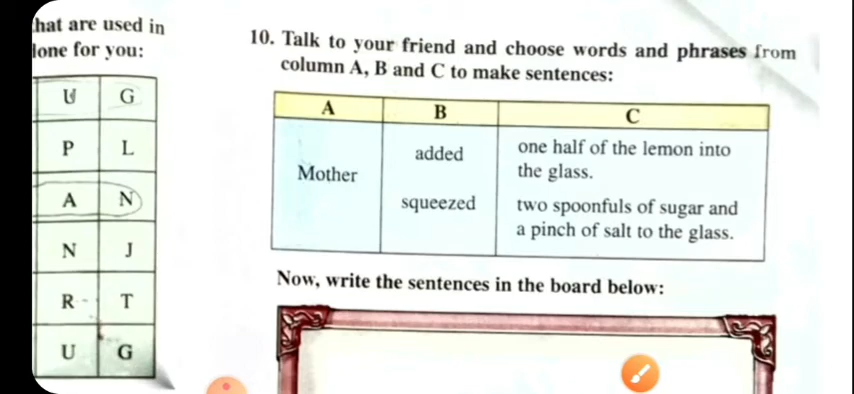 hat are used in
lone for you:
U G
P L
A N
N J
R T
U G
10. Talk to your friend and choose words and phrases from
column A, B and C to make sentences:
A B C
Mother
added
squeezed
one half of the lemon into
the glass.
two spoonfuls of sugar and
a pinch of salt to the glass.
Now, write the sentences in the board below: